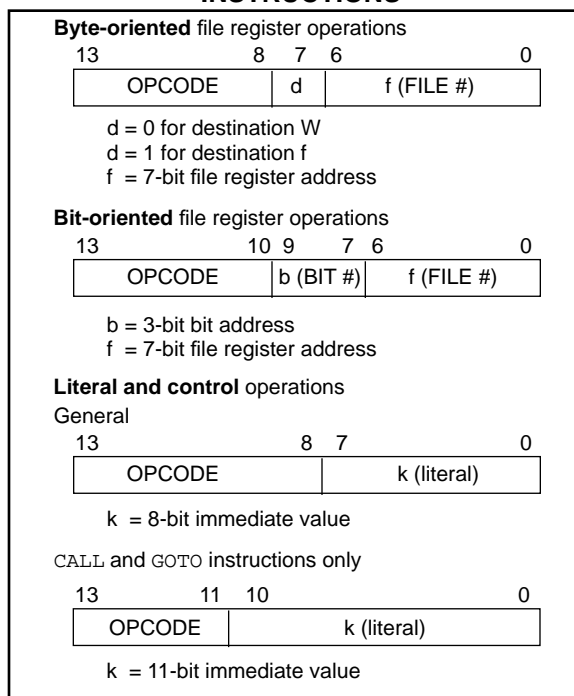 INSTRUCTIONS
Byte-oriented file register operations
13 8 7 6 0
OPCODE d f (FILE #)
d = 0 for destination W
d = 1 for destination f
f = 7-bit file register address
Bit-oriented file register operations
13 10 9 7 6 0
OPCODE b (BIT #) f (FILE #)
b = 3-bit bit address
f = 7-bit file register address
Literal and control operations
General
13 8 7 0
OPCODE k (literal)
k = 8-bit immediate value
CALL and GOTO instructions only
13 11 10 0
OPCODE k (literal)
k = 11-bit immediate value